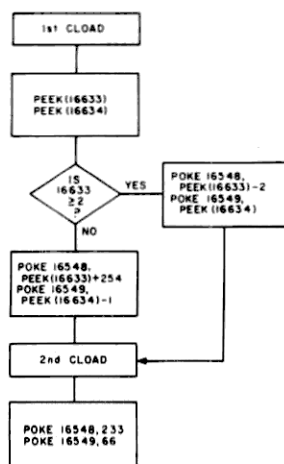 1st CLOAD
PEEK(16633)
PEEK(16634)
IS
16633
≥2
?
YES
NO
POKE 16548,
PEEK(16633)-2
POKE 16549,
PEEK(16634)
POKE 16548,
PEEK(16633)+254
POKE 16549,
PEEK(16634)-1
2nd CLOAD
POKE 16548,233
POKE 16549,66